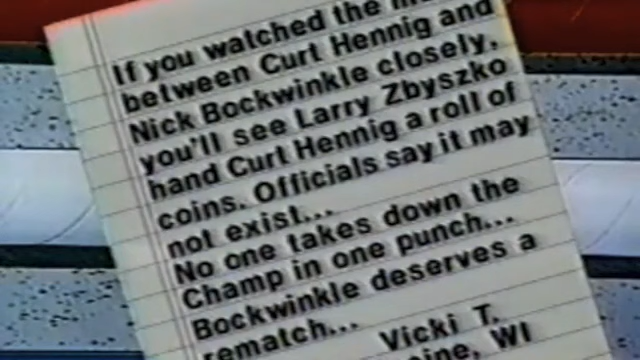 If you watched the
between Curt Hennig and
Nick Bockwinkle closely,
you'll see Larry Zbyszko
hand Curt Hennig a roll of
coins. Officials say it may
not exist...
No one takes down the
Champ in one punch...
Bockwinkle deserves a
rematch...
Vicki T.
WI